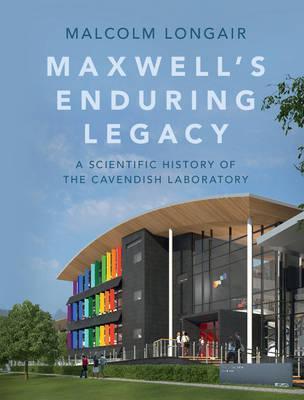 MALCOLM LONGAIR
MAXWELL'S
ENDURING
LEGACY
A SCIENTIFIC HISTORY OF
THE CAVENDISH LABORATORY